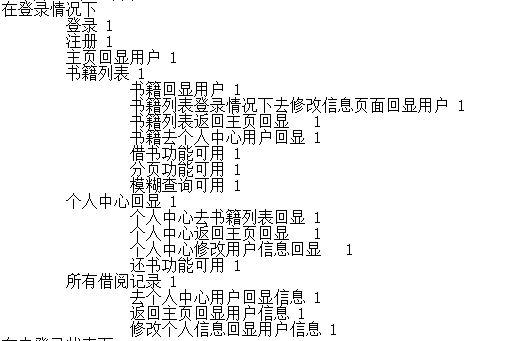 在登录情况下
登录 1
注册 1
主页回显用户 1
书籍列表 1
书籍回显用户 1
书籍列表登录情况下去修改信息页面回显用户 1
书籍列表返回主页回显 1
书籍去个人中心用户回显 1
借书功能可用 1
分页功能可用 1
模糊查询可用 1
个人中心回显 1
个人中心去书籍列表回显 1
个人中心返回主页回显 1
个人中心修改用户信息回显 1
还书功能可用 1
所有借阅记录 1
去个人中心用户回显信息 1
返回主页回显用户信息 1
修改个人信息回显用户信息 1